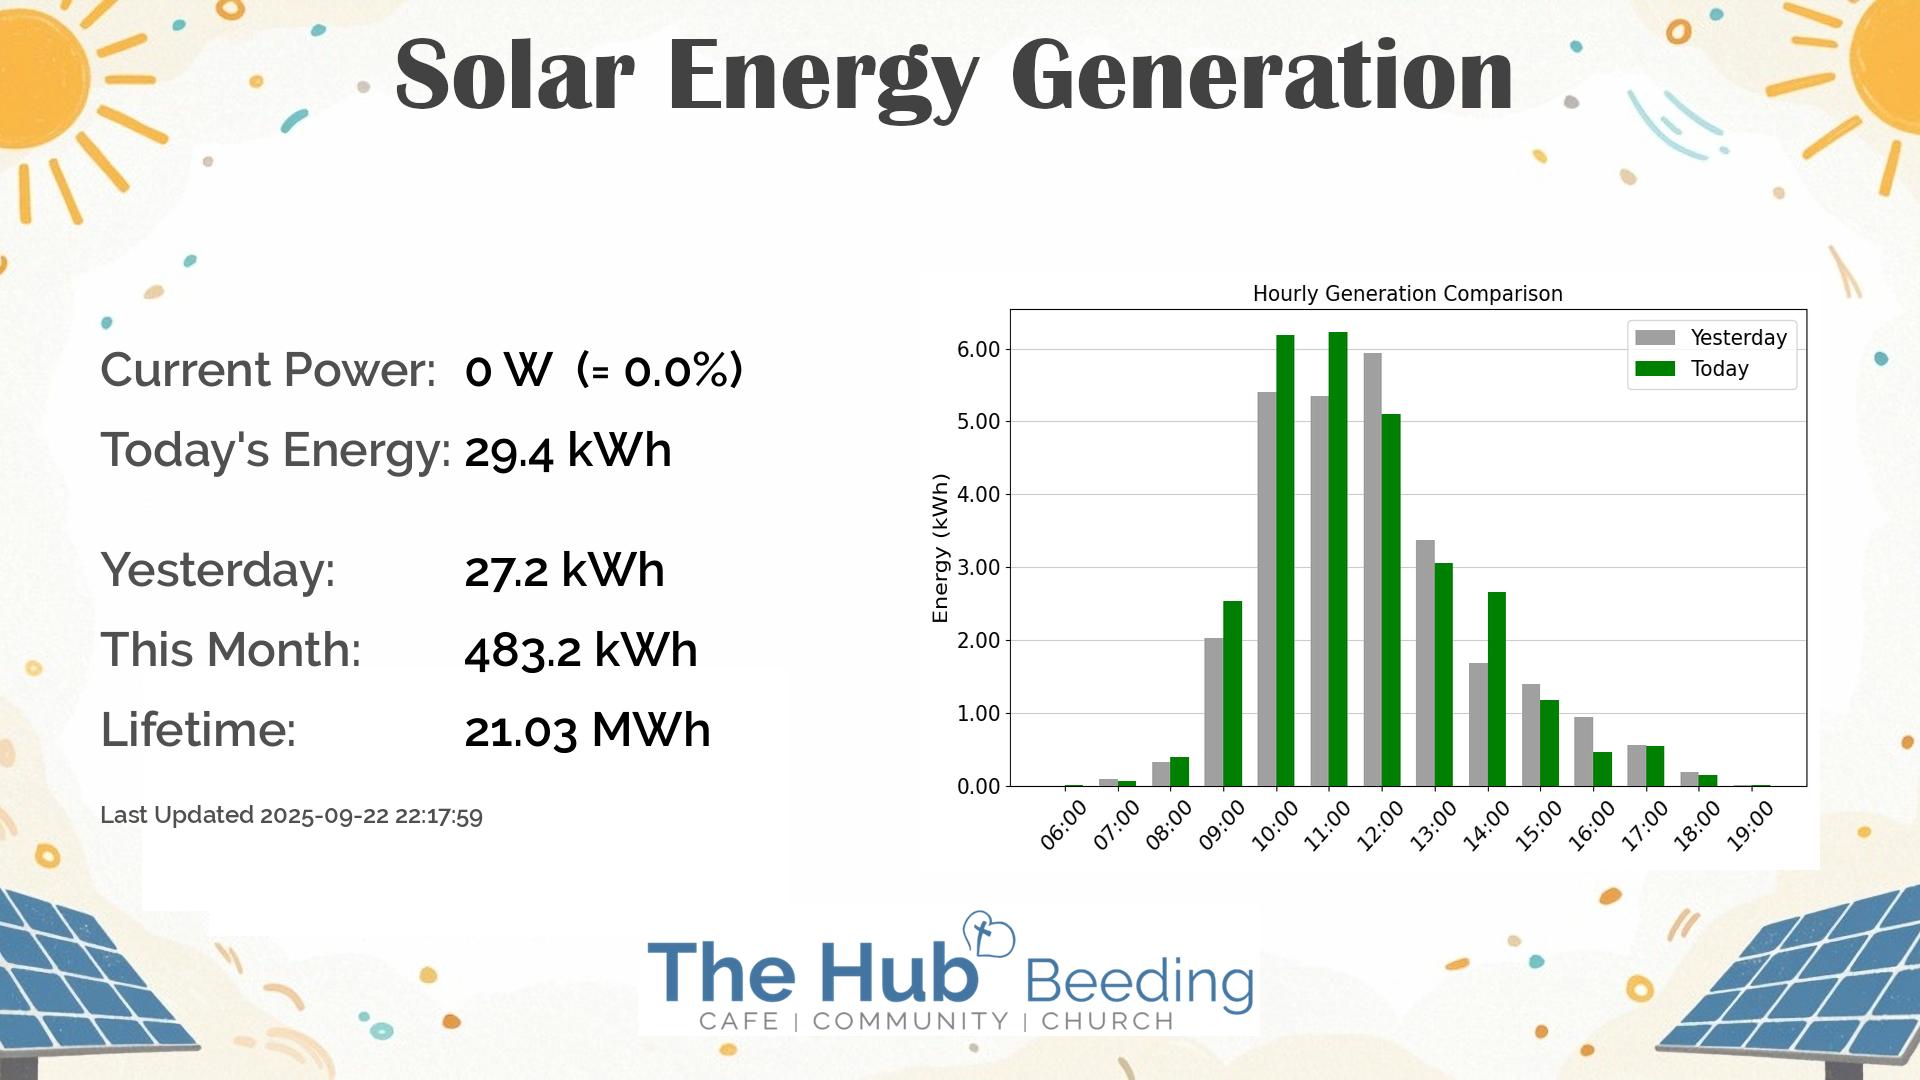 Solar Energy Generation
Current Power: 0 W (= 0.0%)
Today's Energy: 29.4 kWh
Yesterday: 27.2 kWh
This Month: 483.2 kWh
Lifetime: 21.03 MWh
Last Updated 2025-09-22 22:17:59
Hourly Generation Comparison
Yesterday
Today
Energy (kWh)
6.00
5.00
4.00
3.00
2.00
1.00
0.00
06:00 07:00 08:00 09:00 10:00 11:00 12:00 13:00 14:00 15:00 16:00 17:00 18:00 19:00
The Hub Beeding
CAFE | COMMUNITY | CHURCH